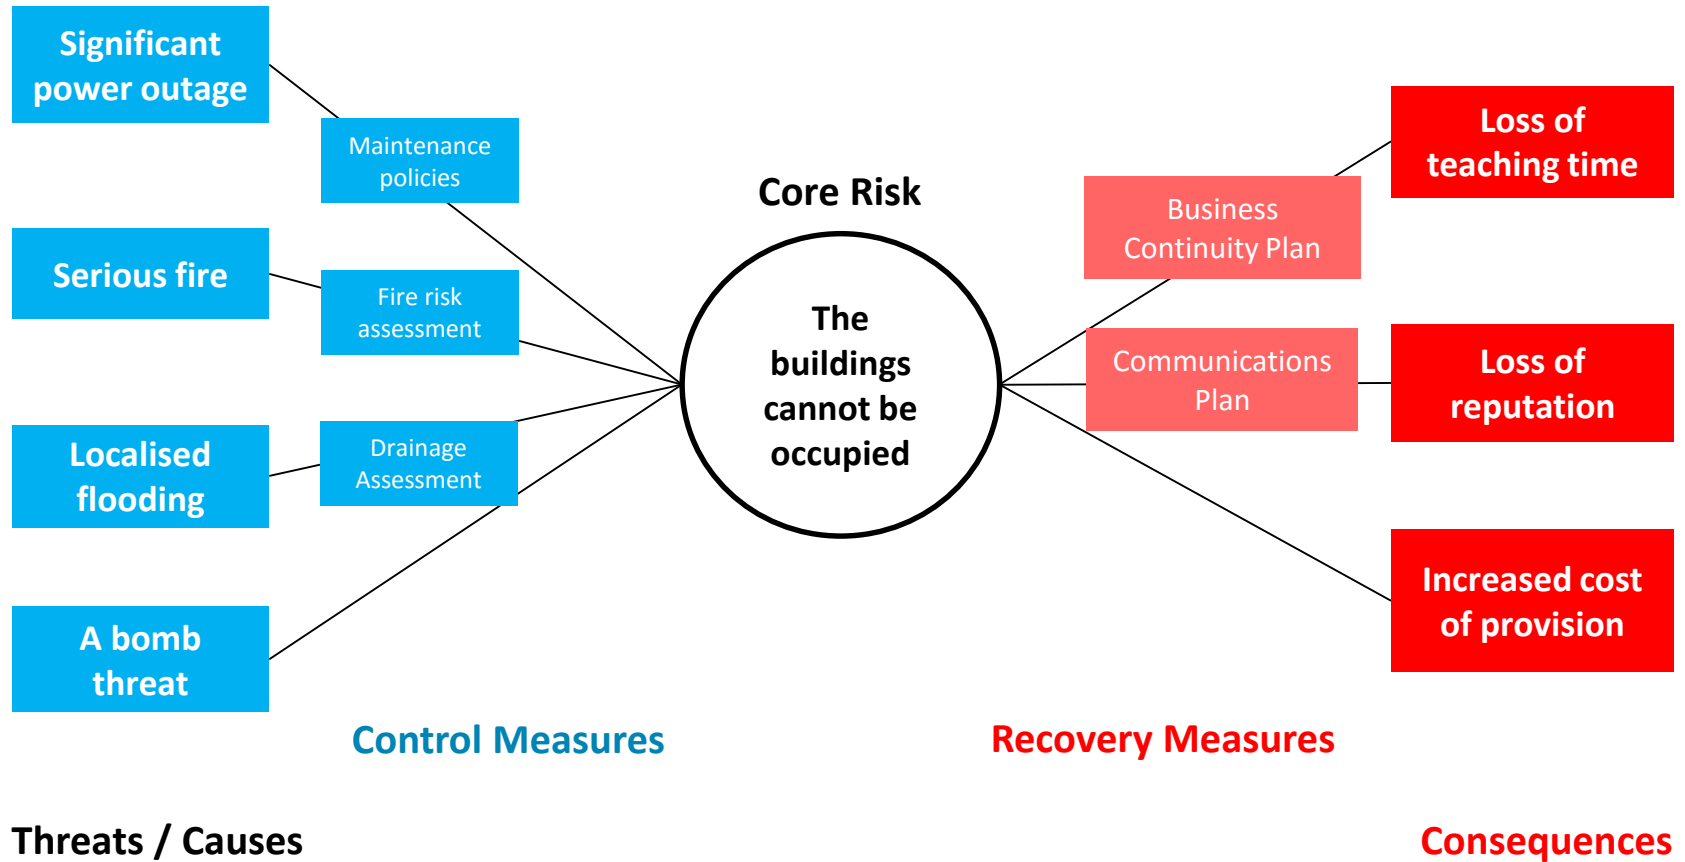 Significant
power outage
Maintenance
policies
Serious fire
Fire risk
assessment
Localised
flooding
Drainage
Assessment
A bomb
threat
Control Measures
Threats / Causes
Core Risk
The
buildings
cannot be
occupied
Business
Continuity Plan
Communications
Plan
Recovery Measures
Loss of
teaching time
Loss of
reputation
Increased cost
of provision
Consequences